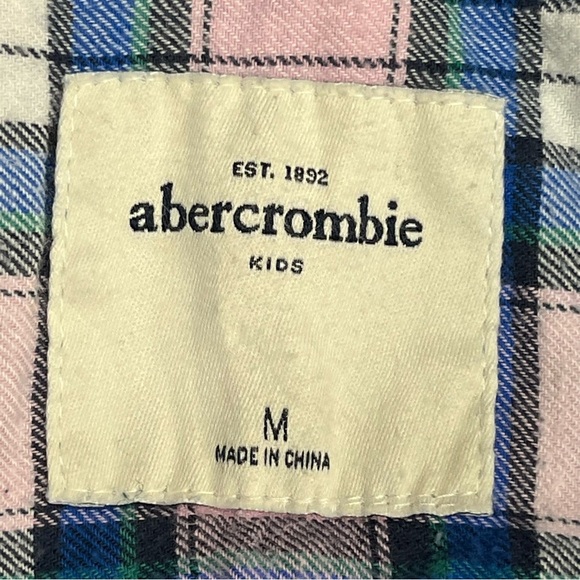 EST. 1892
abercrombie
KIDS
M
MADE IN CHINA